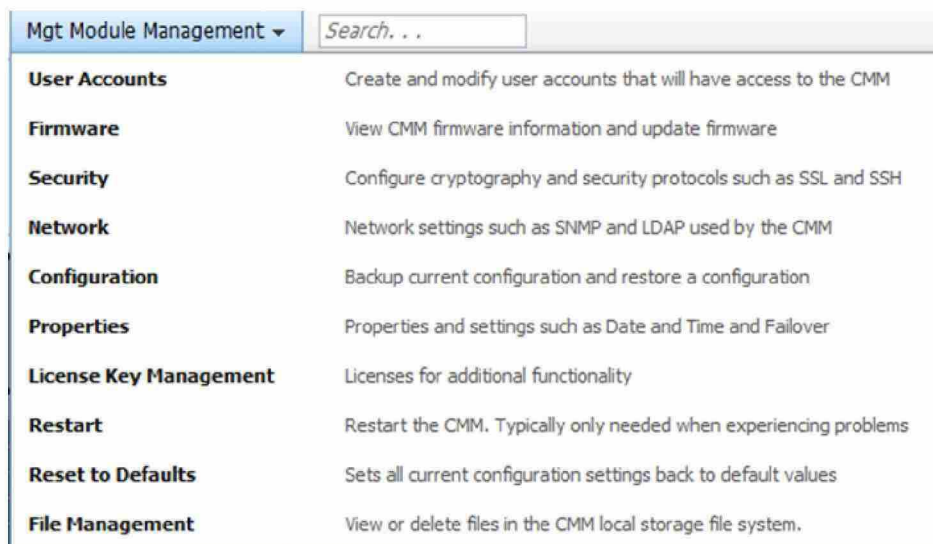 Mgt Module Management Search. . .
User Accounts Create and modify user accounts that will have access to the CMM
Firmware View CMM firmware information and update firmware
Security Configure cryptography and security protocols such as SSL and SSH
Network Network settings such as SNMP and LDAP used by the CMM
Configuration Backup current configuration and restore a configuration
Properties Properties and settings such as Date and Time and Failover
License Key Management Licenses for additional functionality
Restart Restart the CMM. Typically only needed when experiencing problems
Reset to Defaults Sets all current configuration settings back to default values
File Management View or delete files in the CMM local storage file system.